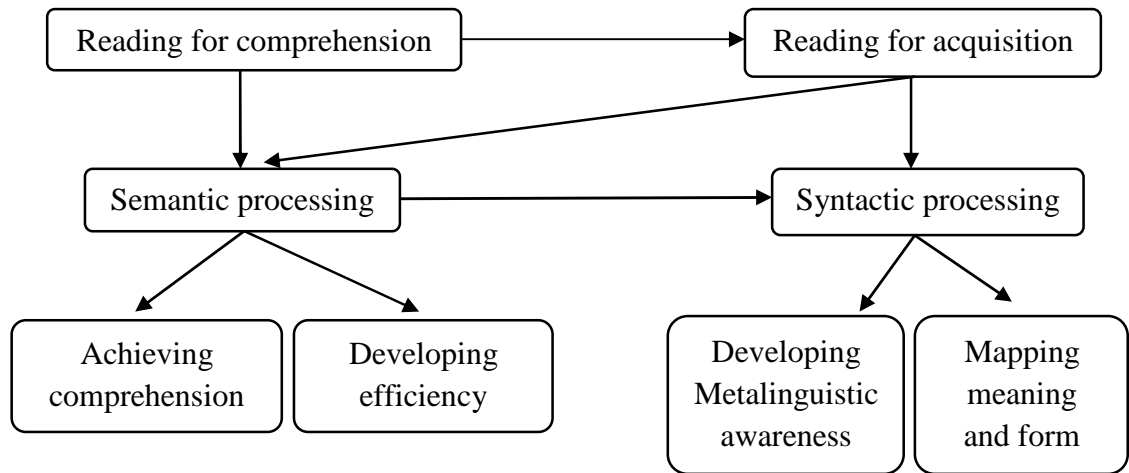 Reading for comprehension
Reading for acquisition
Semantic processing
Syntactic processing
Achieving
comprehension
Developing
efficiency
Developing
Metalinguistic
awareness
Mapping
meaning
and form